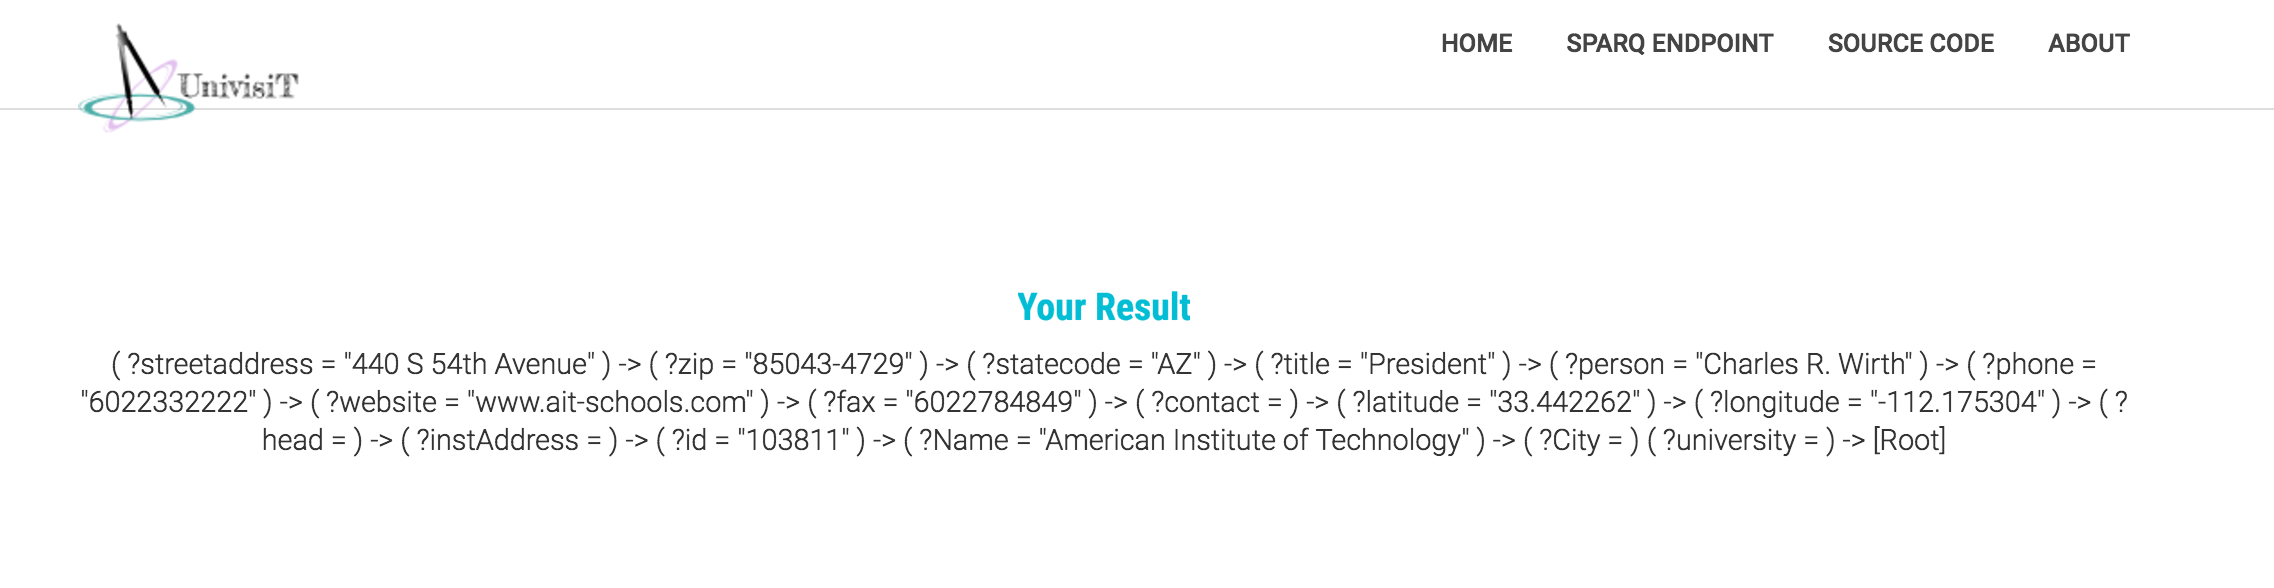 UnivisiT
HOME SPARQ ENDPOINT SOURCE CODE ABOUT
Your Result
( ?streetaddress = "440 S 54th Avenue" ) -> ( ?zip = "85043-4729" ) -> ( ?statecode = "AZ" ) -> ( ?title = "President" ) -> ( ?person = "Charles R. Wirth" ) -> ( ?phone =
"6022332222" ) -> ( ?website = "www.ait-schools.com" ) -> ( ?fax = "6022784849" ) -> ( ?contact = ) -> ( ?latitude = "33.442262" ) -> ( ?longitude = "-112.175304" ) -> ( ?
head = ) -> ( ?instAddress = ) -> ( ?id = "103811" ) -> ( ?Name = "American Institute of Technology" ) -> ( ?City = ) ( ?university = ) -> [Root]